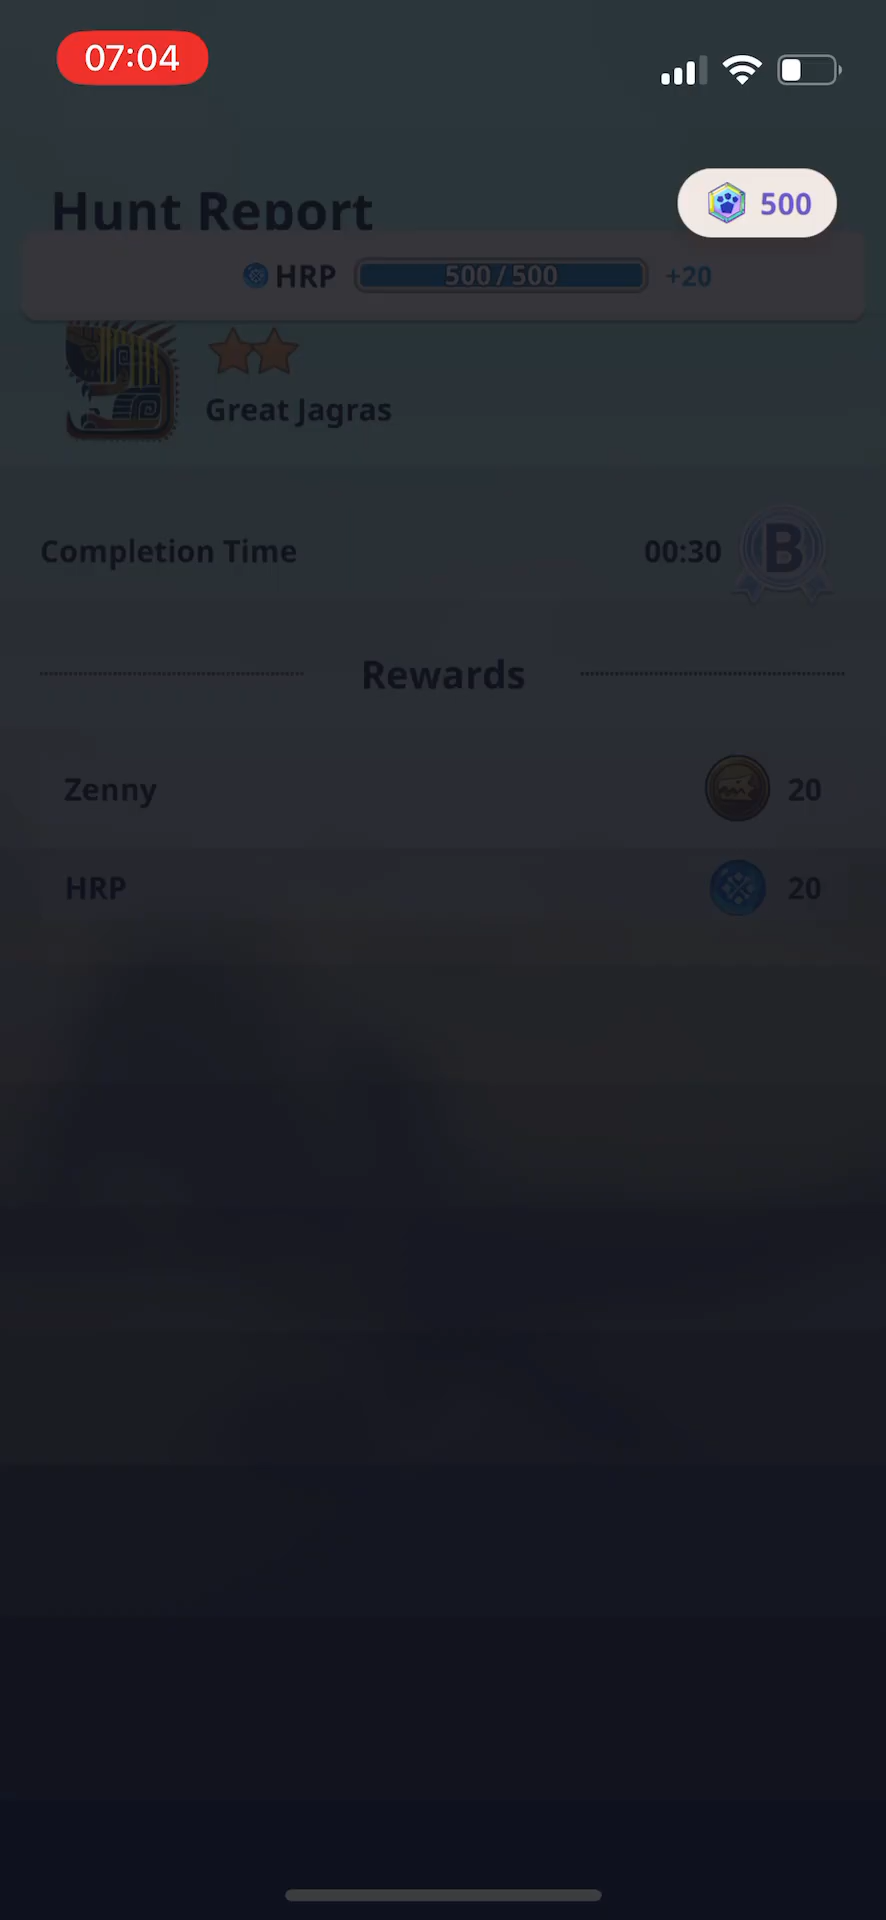 07:04
Hunt Report
500
HRP 500/500 +20
Great Jagras
Completion Time 00:30 B
Rewards
Zenny 20
HRP 20